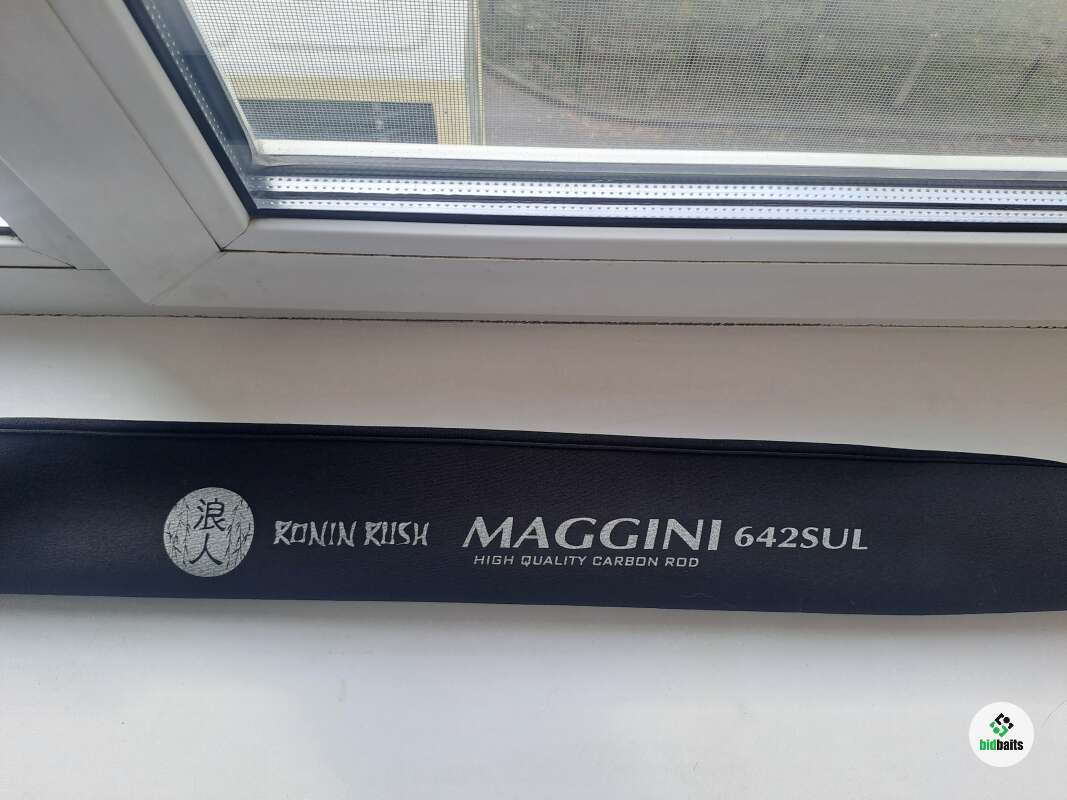 浪人
RONIN RUSH
MAGGINI 642SUL
HIGH QUALITY CARBON ROD
bidbaits